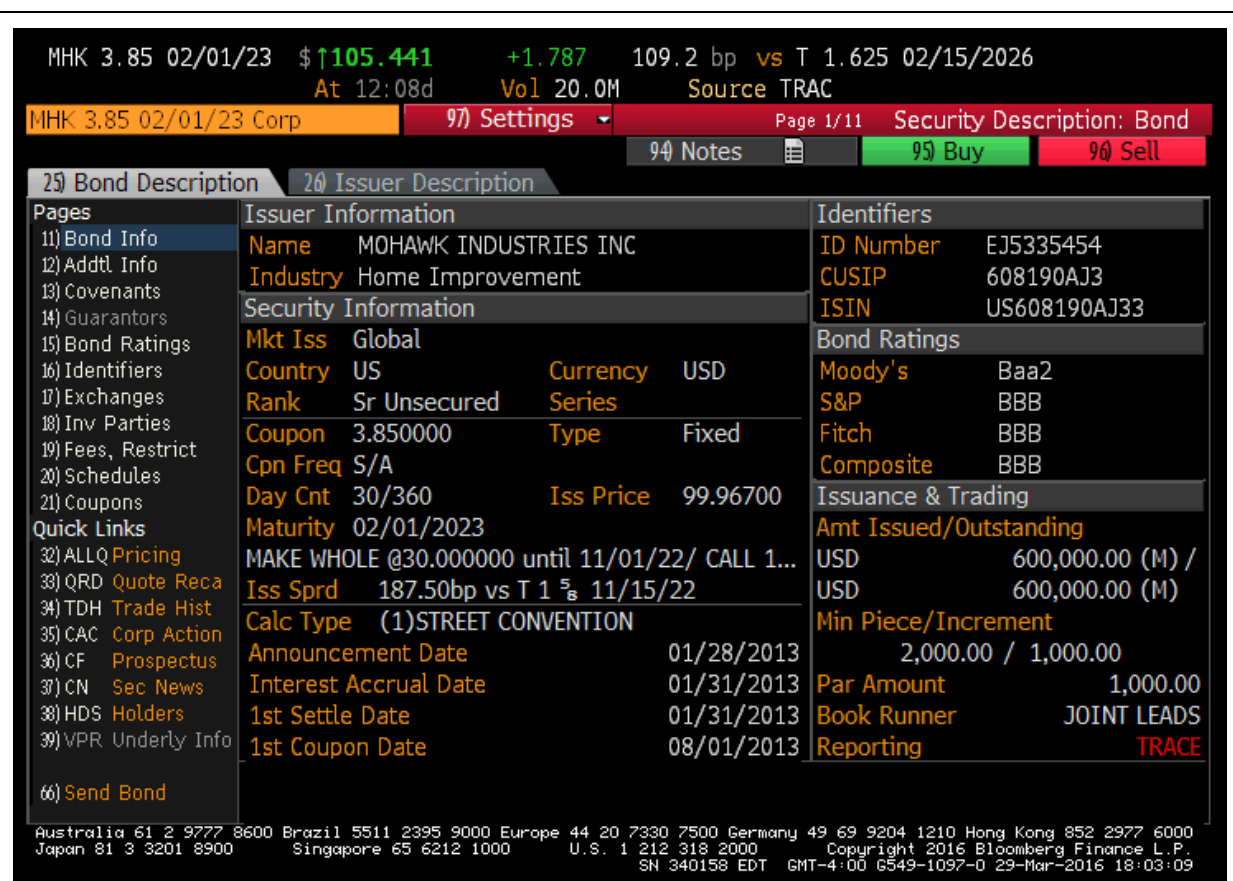 MHK 3.85 02/01/23 $↑105.441 +1.787 109.2 bp vs T 1.625 02/15/2026
At 12:08d Vol 20.0M Source TRAC
MHK 3.85 02/01/23 Corp 97) Settings Page 1/11 Security Description: Bond
94) Notes 95) Buy 96) Sell
25) Bond Description 26) Issuer Description
Pages
11) Bond Info
12) Addtl Info
13) Covenants
14) Guarantors
15) Bond Ratings
16) Identifiers
17) Exchanges
18) Inv Parties
19) Fees, Restrict
20) Schedules
21) Coupons
Quick Links
32) ALLQ Pricing
33) QRD Quote Reca
34) TDH Trade Hist
35) CAC Corp Action
36) CF Prospectus
37) CN Sec News
38) HDS Holders
39) VPR Underly Info
66) Send Bond
Issuer Information
Name MOHAWK INDUSTRIES INC
Industry Home Improvement
Security Information
Mkt Iss Global
Country US Currency USD
Rank Sr Unsecured Series
Coupon 3.850000 Type Fixed
Cpn Freq S/A
Day Cnt 30/360 Iss Price 99.96700
Maturity 02/01/2023
MAKE WHOLE @30.000000 until 11/01/22/ CALL 1...
Iss Sprd 187.50bp vs T 1 ⅝ 11/15/22
Calc Type (1)STREET CONVENTION
Announcement Date 01/28/2013
Interest Accrual Date 01/31/2013
1st Settle Date 01/31/2013
1st Coupon Date 08/01/2013
Identifiers
ID Number EJ5335454
CUSIP 608190AJ3
ISIN US608190AJ33
Bond Ratings
Moody's Baa2
S&P BBB
Fitch BBB
Composite BBB
Issuance & Trading
Amt Issued/Outstanding
USD 600,000.00 (M) /
USD 600,000.00 (M)
Min Piece/Increment
2,000.00 / 1,000.00
Par Amount 1,000.00
Book Runner JOINT LEADS
Reporting TRACE
Australia 61 2 9777 8600 Brazil 5511 2395 9000 Europe 44 20 7330 7500 Germany 49 69 9204 1210 Hong Kong 852 2977 6000
Japan 81 3 3201 8900 Singapore 65 6212 1000 U.S. 1 212 318 2000 Copyright 2016 Bloomberg Finance L.P.
SN 340158 EDT GMT-4:00 G549-1097-0 29-Mar-2016 18:03:09